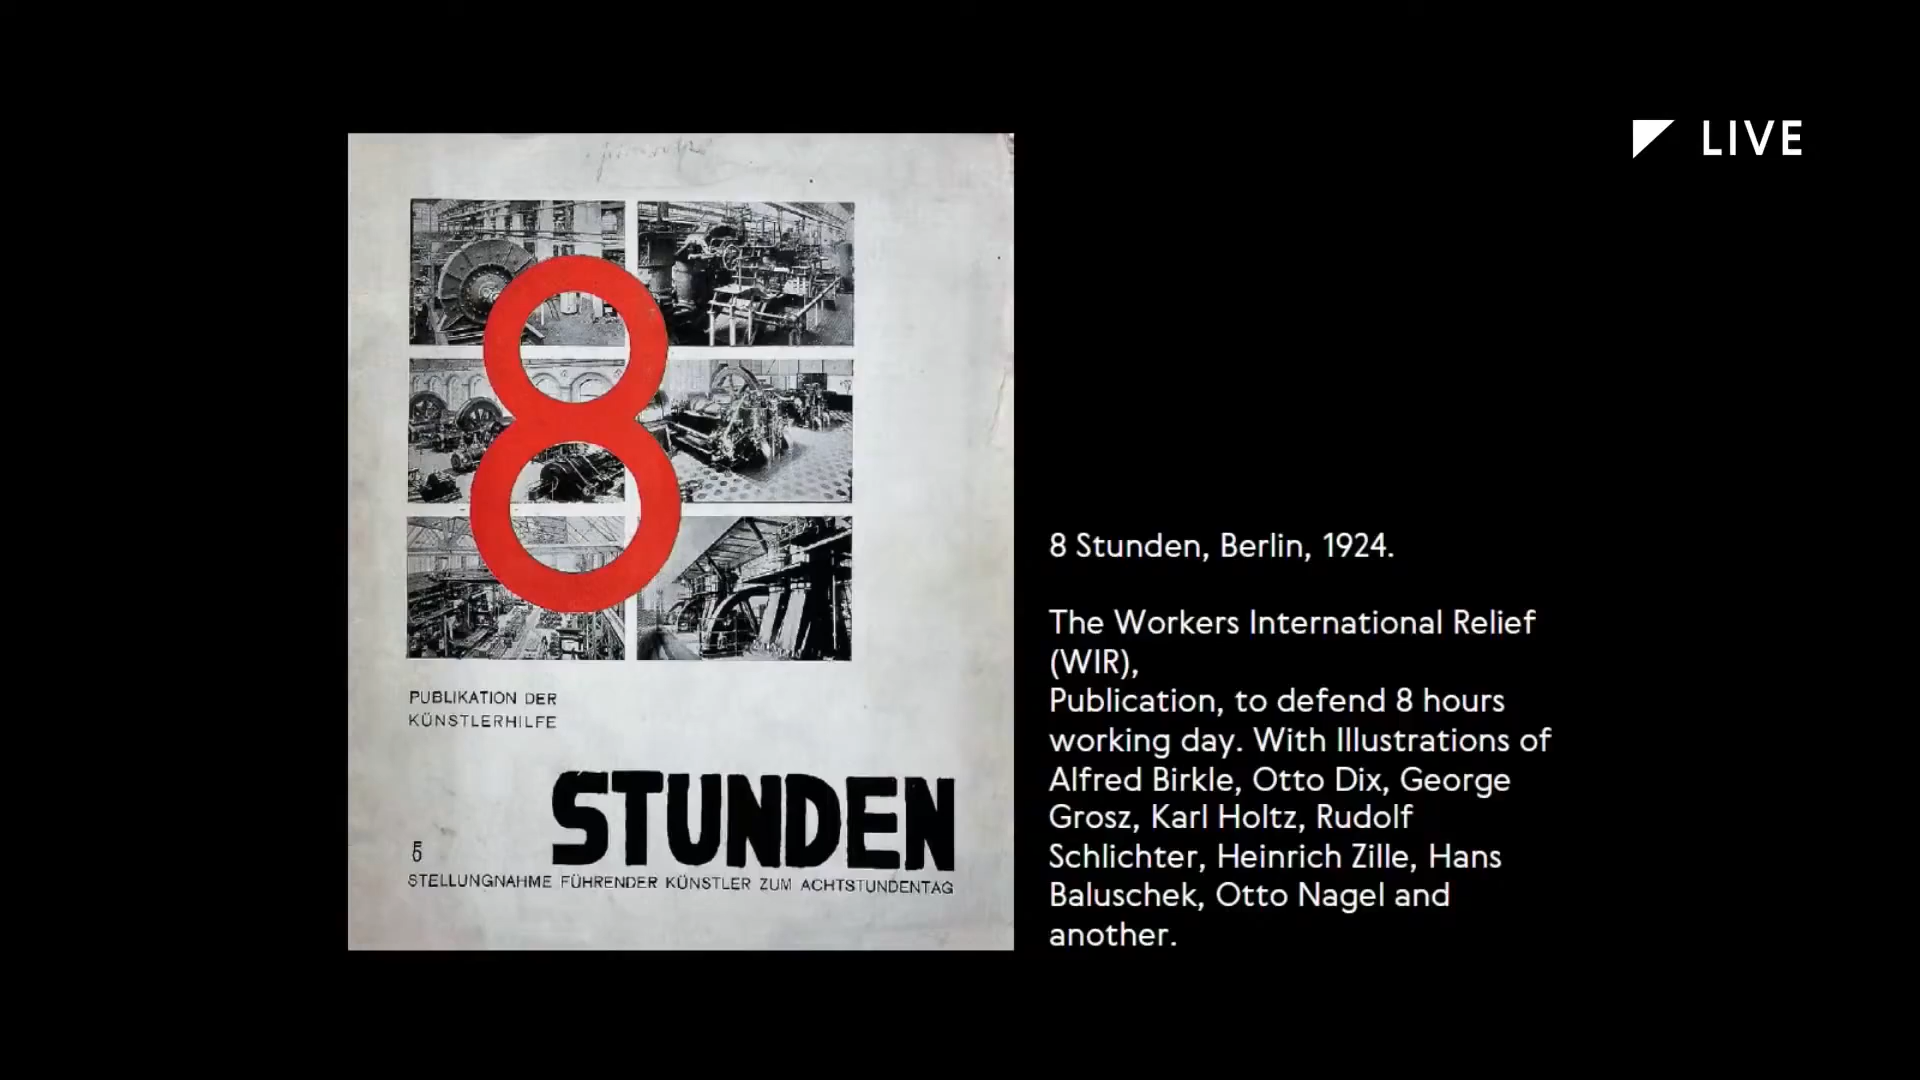 LIVE
8
PUBLIKATION DER
KÜNSTLERHILFE
STUNDEN
5
STELLUNGNAHME FÜHRENDER KÜNSTLER ZUM ACHTSTUNDENTAG
8 Stunden, Berlin, 1924.
The Workers International Relief
(WIR),
Publication, to defend 8 hours
working day. With Illustrations of
Alfred Birkle, Otto Dix, George
Grosz, Karl Holtz, Rudolf
Schlichter, Heinrich Zille, Hans
Baluschek, Otto Nagel and
another.